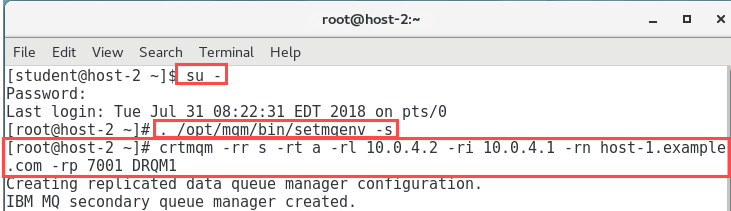 root@host-2:~
File Edit View Search Terminal Help
[student@host-2 ~]$ su -
Password:
Last login: Tue Jul 31 08:22:31 EDT 2018 on pts/0
[root@host-2 ~]# . /opt/mqm/bin/setmqenv -s
[root@host-2 ~]# crtmqm -rr s -rt a -rl 10.0.4.2 -ri 10.0.4.1 -rn host-1.example
.com -rp 7001 DRQM1
Creating replicated data queue manager configuration.
IBM MQ secondary queue manager created.